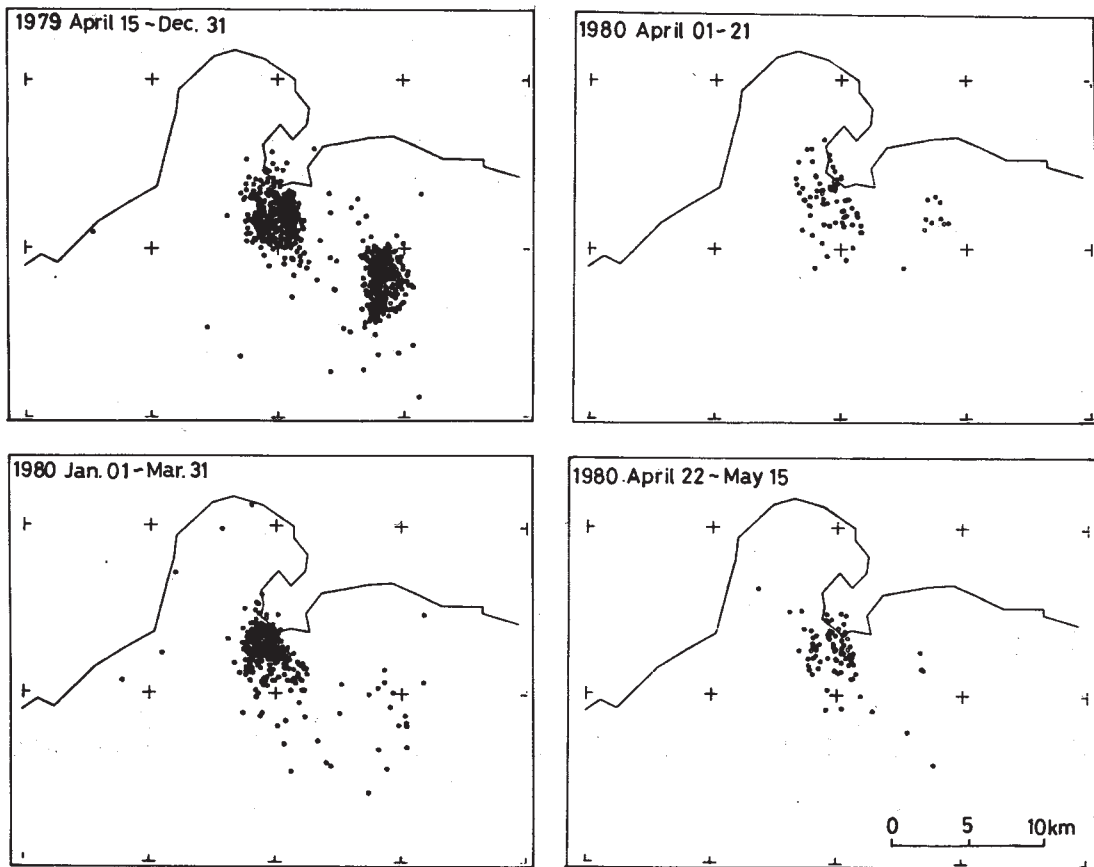 1979 April 15 ~ Dec. 31
1980 April 01-21
1980 Jan. 01 ~ Mar. 31
1980 April 22 ~ May 15
0 5 10km